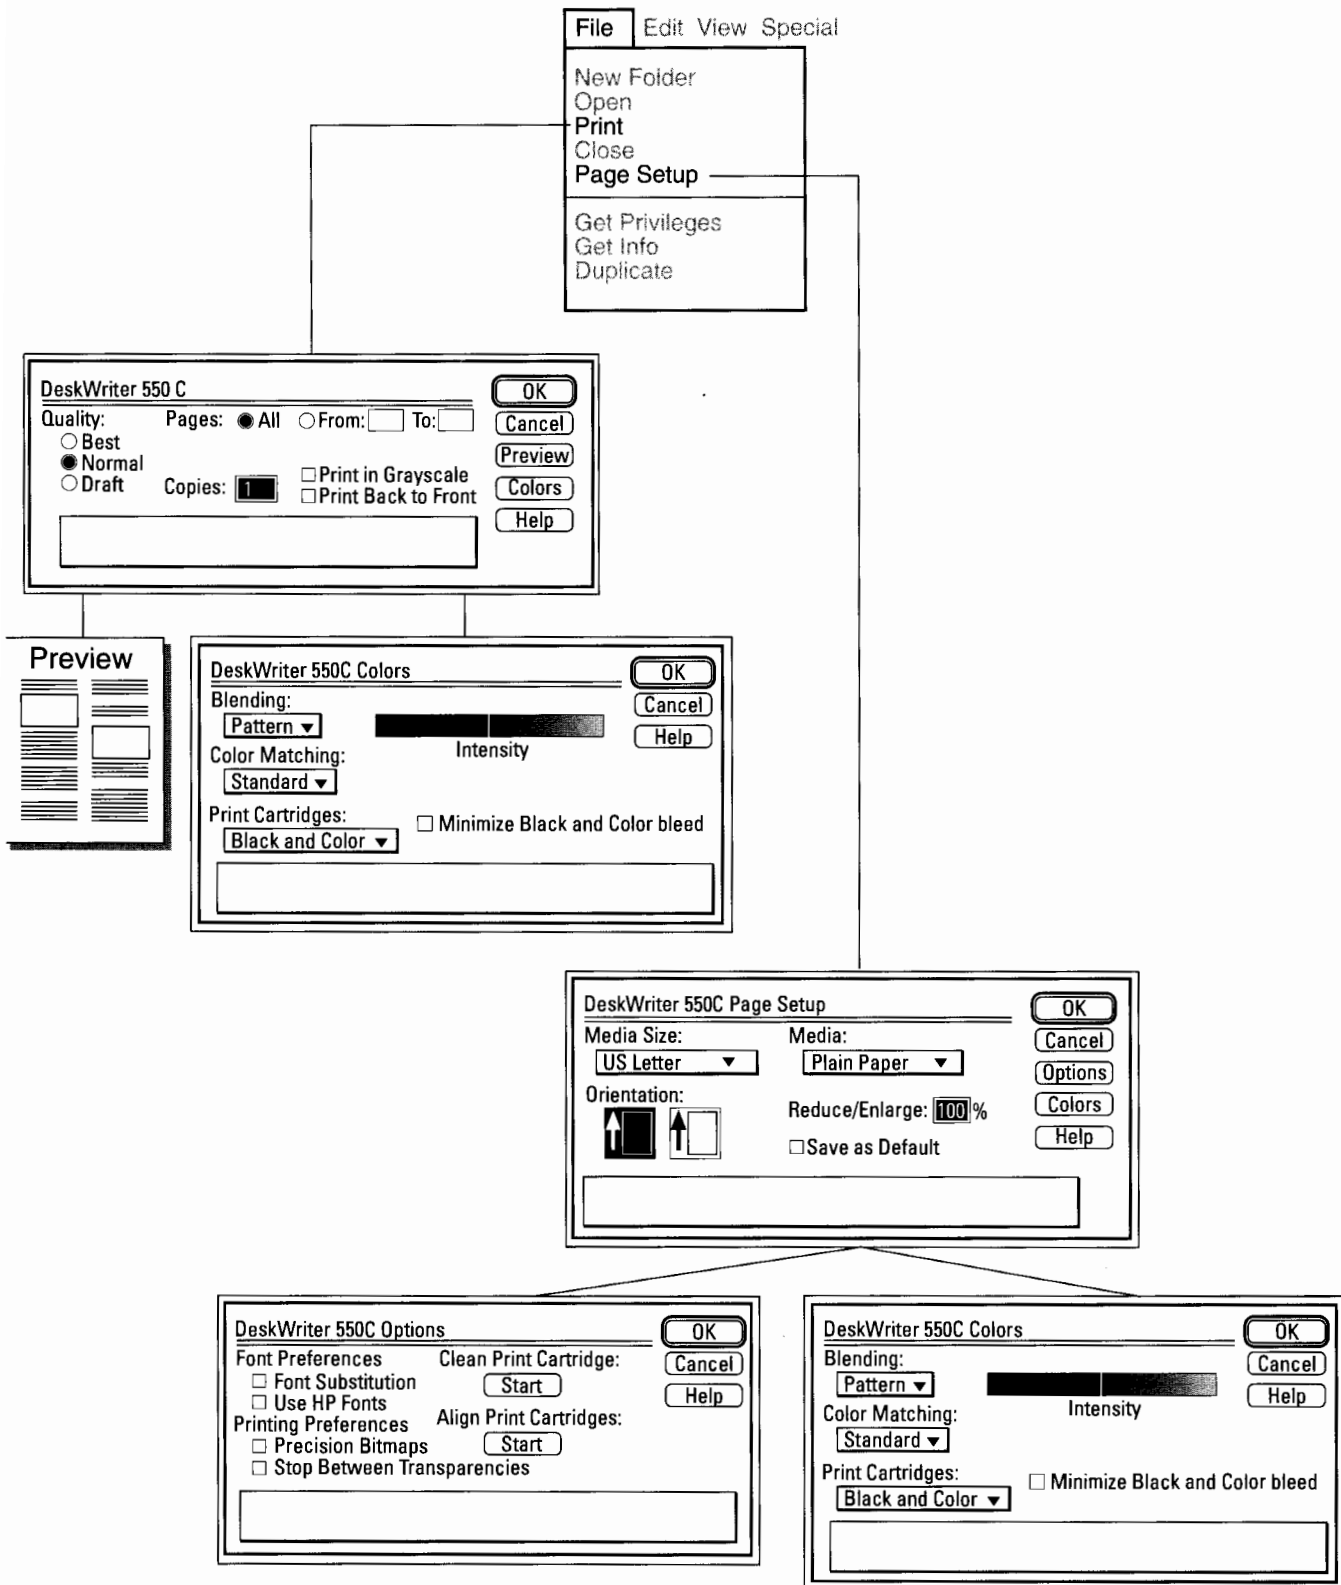 File Edit View Special
New Folder
Open
Print
Close
Page Setup
Get Privileges
Get Info
Duplicate
DeskWriter 550 C
OK
Quality:
Pages: All From: To:
Cancel
Best
Normal
Preview
Draft
Copies: 1
Print in Grayscale
Print Back to Front
Colors
Help
Preview
DeskWriter 550C Colors
OK
Blending:
Cancel
Pattern
Intensity
Help
Color Matching:
Standard
Print Cartridges:
Minimize Black and Color bleed
Black and Color
DeskWriter 550C Page Setup
OK
Media Size:
Media:
Cancel
US Letter
Plain Paper
Options
Orientation:
Reduce/Enlarge: 100 %
Colors
Save as Default
Help
DeskWriter 550C Options
OK
Font Preferences
Clean Print Cartridge:
Cancel
Font Substitution
Start
Use HP Fonts
Help
Printing Preferences
Align Print Cartridges:
Precision Bitmaps
Start
Stop Between Transparencies
DeskWriter 550C Colors
OK
Blending:
Cancel
Pattern
Intensity
Help
Color Matching:
Standard
Print Cartridges:
Minimize Black and Color bleed
Black and Color